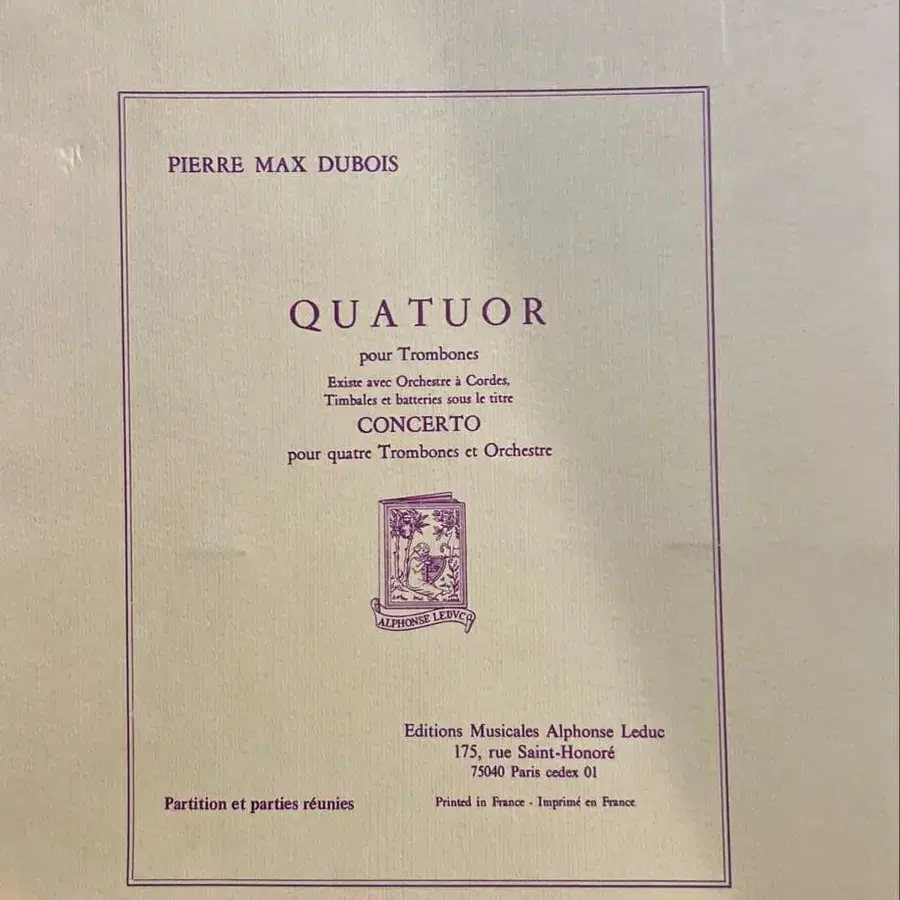 PIERRE MAX DUBOIS
QUATUOR
pour Trombones
Existe avec Orchestre à Cordes,
Timbales et batteries sous le titre
CONCERTO
pour quatre Trombones et Orchestre
ALPHONSE LEDVC
Editions Musicales Alphonse Leduc
175, rue Saint-Honoré
75040 Paris cedex 01
Partition et parties réunies
Printed in France - Imprimé en France